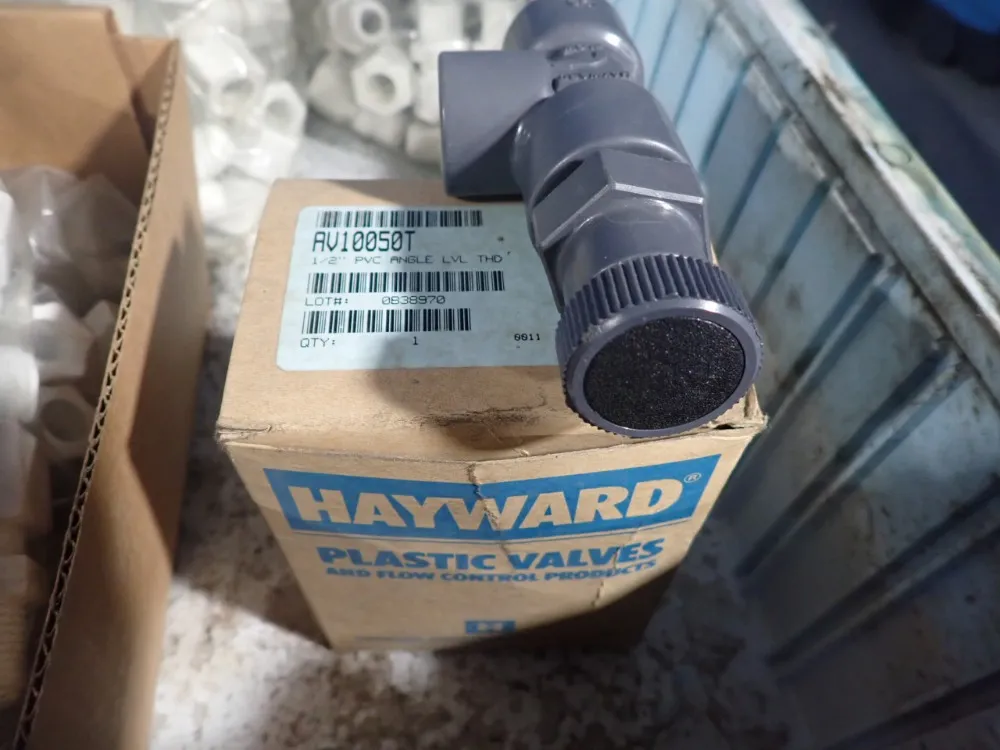 AV10050T
1/2" PVC ANGLE LVL THD'
LOT#: 0838970
QTY: 1 0011
HAYWARD®
PLASTIC VALVES
AND FLOW CONTROL PRODUCTS
H